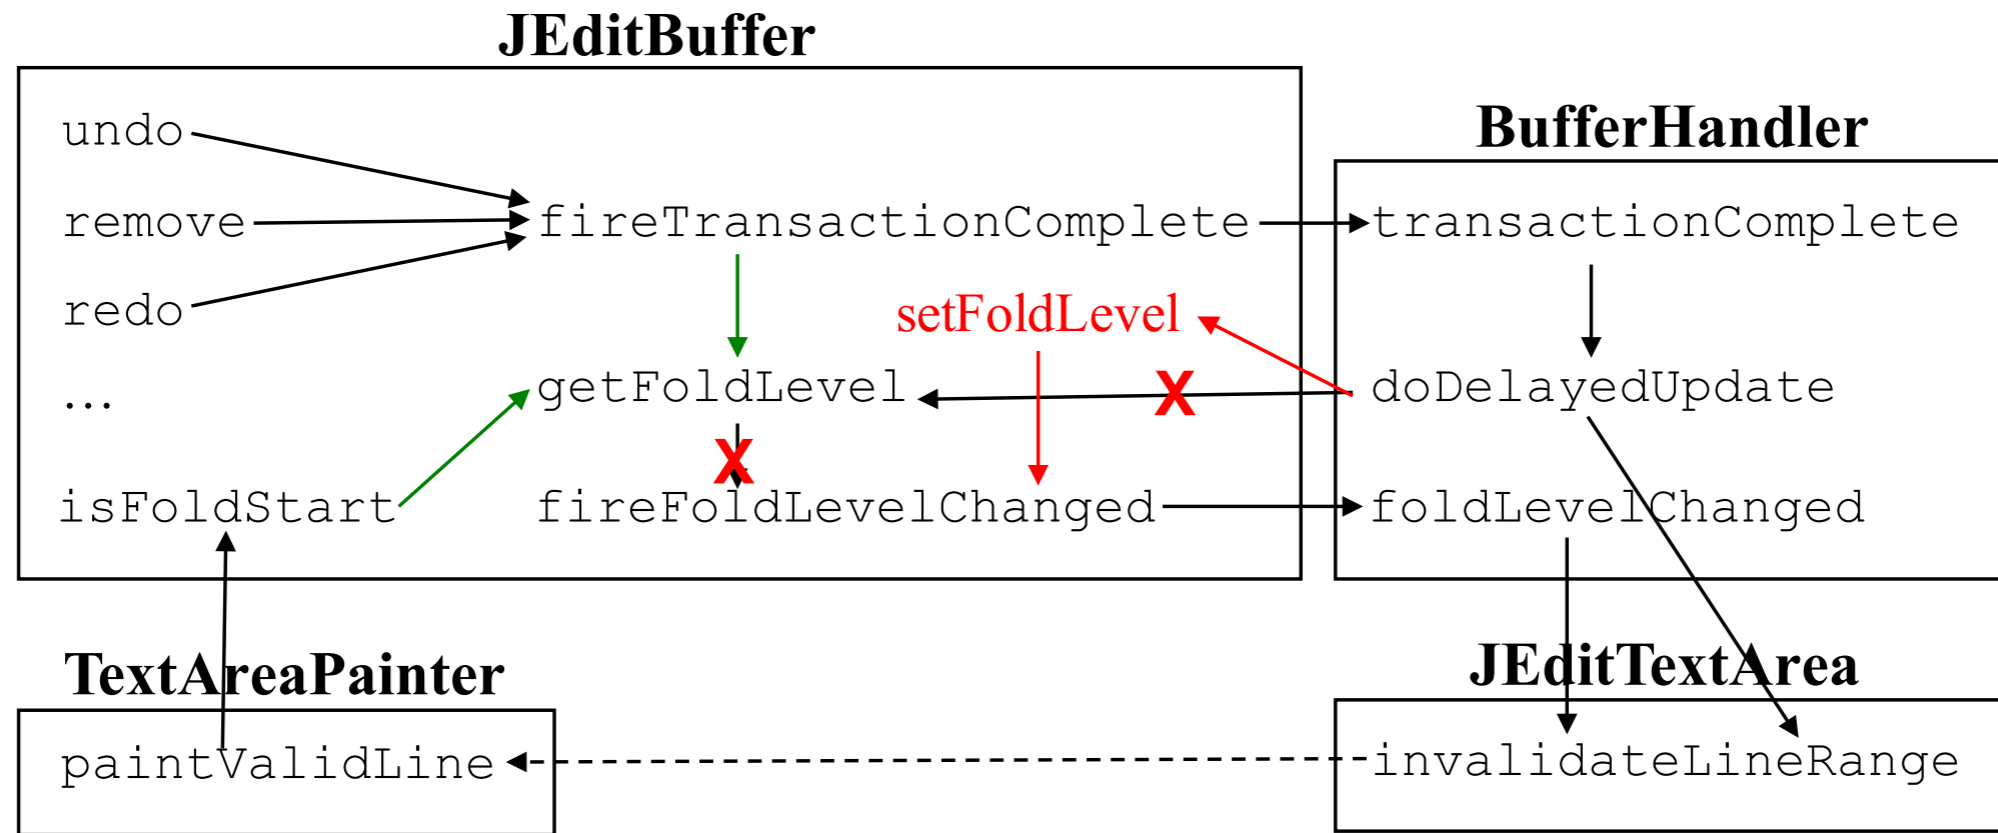 JEditBuffer
undo
remove
redo
...
isFoldStart
fireTransactionComplete
setFoldLevel
getFoldLevel
X
X
fireFoldLevelChanged
BufferHandler
transactionComplete
doDelayedUpdate
foldLevelChanged
TextAreaPainter
paintValidLine
JEditTextArea
invalidateLineRange